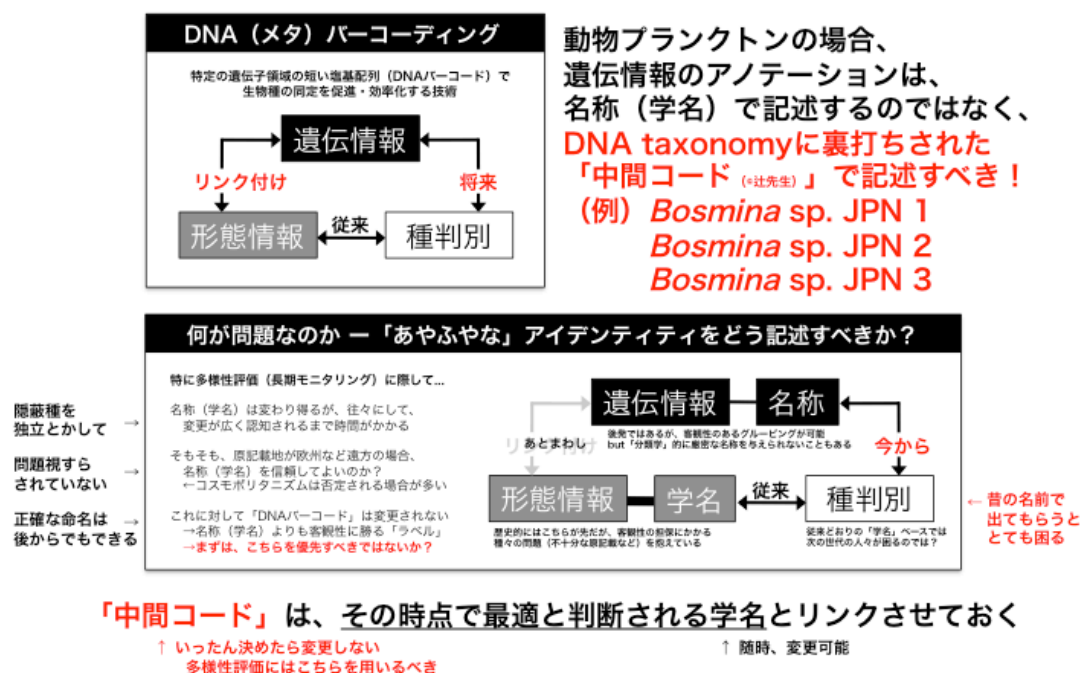 DNA（メタ）バーコーディング
特定の遺伝子領域の短い塩基配列（DNAバーコード）で
生物種の同定を促進・効率化する技術
遺伝情報
リンク付け
将来
形態情報
従来
種判別
動物プランクトンの場合、
遺伝情報のアノテーションは、
名称（学名）で記述するのではなく、
DNA taxonomyに裏打ちされた
「中間コード（©辻先生）」で記述すべき！
（例）Bosmina sp. JPN 1
Bosmina sp. JPN 2
Bosmina sp. JPN 3
何が問題なのか ー「あやふやな」アイデンティティをどう記述すべきか？
隠蔽種を
独立とかして →
問題視すら
されていない →
正確な命名は
後からでもできる →
特に多様性評価（長期モニタリング）に際して...
名称（学名）は変わり得るが、往々にして、
変更が広く認知されるまで時間がかかる
そもそも、原記載地が欧州など遠方の場合、
名称（学名）を信頼してよいのか？
←コスモポリタニズムは否定される場合が多い
これに対して「DNAバーコード」は変更されない
→名称（学名）よりも客観性に勝る「ラベル」
→まずは、こちらを優先すべきではないか？
遺伝情報
名称
後発ではあるが、客観性のあるグルーピングが可能
but「分類学」的に厳密な名称を与えられないこともある
リンク付け
あとまわし
今から
形態情報
学名
従来
種判別
歴史的にはこちらが先だが、客観性の担保にかかる
種々の問題（不十分な原記載など）を抱えている
従来どおりの「学名」ベースでは
次の世代の人々が困るのでは？
← 昔の名前で
出てもらうと
とても困る
「中間コード」は、その時点で最適と判断される学名とリンクさせておく
↑ いったん決めたら変更しない
多様性評価にはこちらを用いるべき
↑ 随時、変更可能